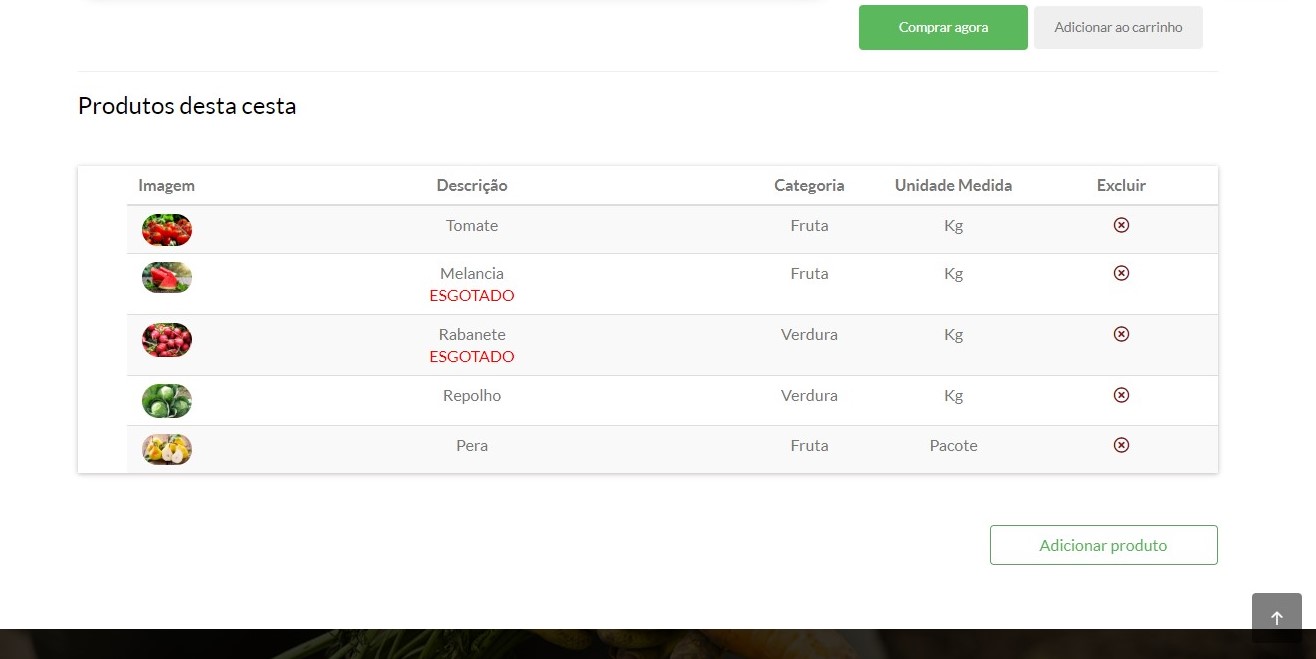 Comprar agora Adicionar ao carrinho
Produtos desta cesta
Imagem Descrição Categoria Unidade Medida Excluir
Tomate Fruta Kg
Melancia Fruta Kg
ESGOTADO
Rabanete Verdura Kg
ESGOTADO
Repolho Verdura Kg
Pera Fruta Pacote
Adicionar produto